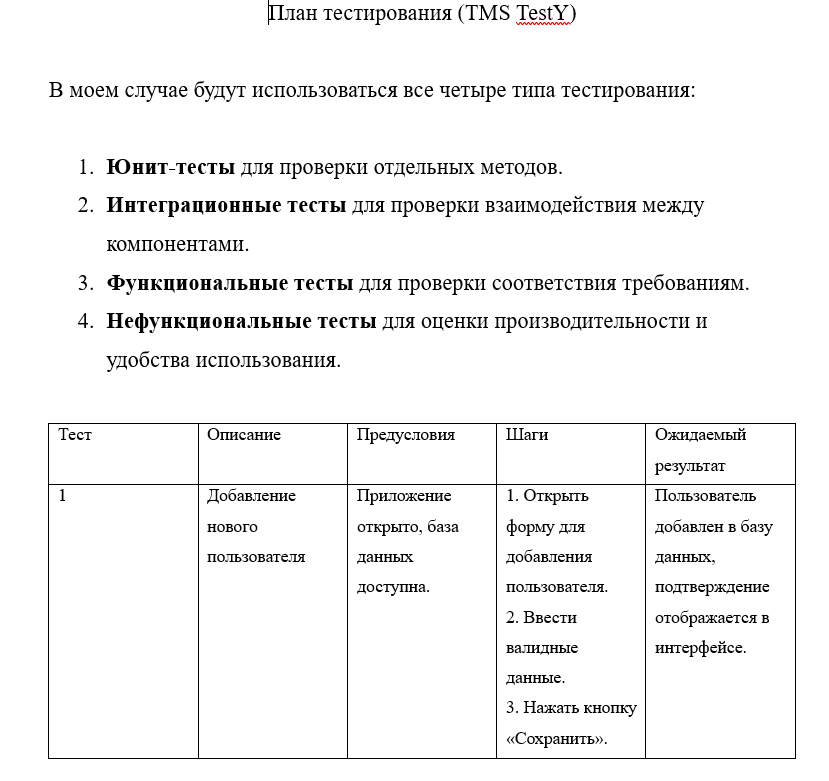 План тестирования (TMS TestY)
В моем случае будут использоваться все четыре типа тестирования:
1. Юнит-тесты для проверки отдельных методов.
2. Интеграционные тесты для проверки взаимодействия между
компонентами.
3. Функциональные тесты для проверки соответствия требованиям.
4. Нефункциональные тесты для оценки производительности и
удобства использования.
Тест
Описание
Предусловия
Шаги
Ожидаемый
результат
1
Добавление
нового
пользователя
Приложение
открыто, база
данных
доступна.
1. Открыть
форму для
добавления
пользователя.
2. Ввести
валидные
данные.
3. Нажать кнопку
«Сохранить».
Пользователь
добавлен в базу
данных,
подтверждение
отображается в
интерфейсе.